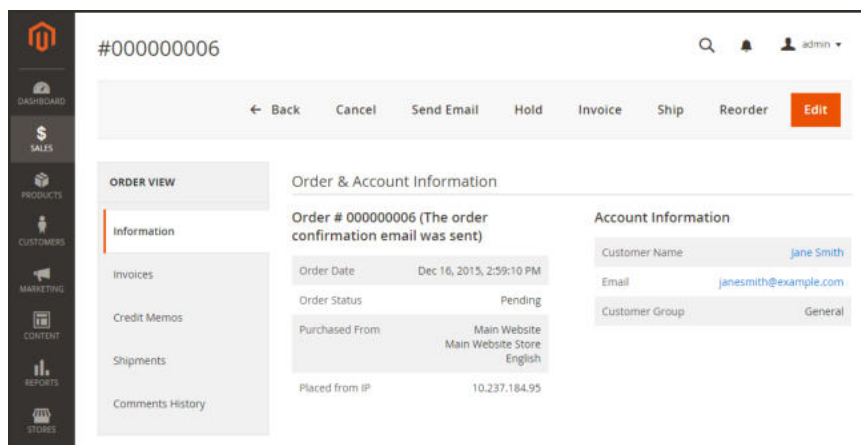 #000000006
admin
DASHBOARD
SALES
PRODUCTS
CUSTOMERS
MARKETING
CONTENT
REPORTS
STORES
← Back Cancel Send Email Hold Invoice Ship Reorder Edit
ORDER VIEW
Information
Invoices
Credit Memos
Shipments
Comments History
Order & Account Information
Order # 000000006 (The order
confirmation email was sent)
Order Date Dec 16, 2015, 2:59:10 PM
Order Status Pending
Purchased From Main Website
Main Website Store
English
Placed from IP 10.237.184.95
Account Information
Customer Name Jane Smith
Email janesmith@example.com
Customer Group General